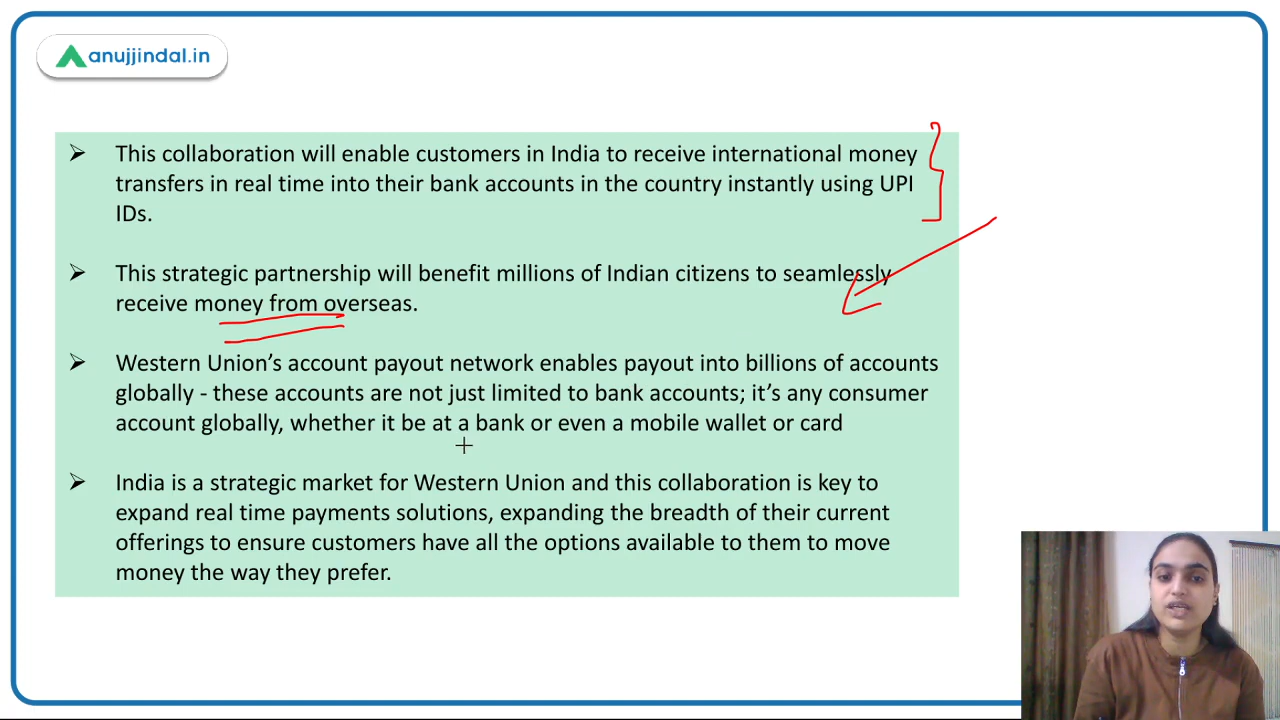 anujjindal.in
➢ This collaboration will enable customers in India to receive international money
transfers in real time into their bank accounts in the country instantly using UPI
IDs.
➢ This strategic partnership will benefit millions of Indian citizens to seamlessly
receive money from overseas.
➢ Western Union’s account payout network enables payout into billions of accounts
globally - these accounts are not just limited to bank accounts; it’s any consumer
account globally, whether it be at a bank or even a mobile wallet or card
➢ India is a strategic market for Western Union and this collaboration is key to
expand real time payments solutions, expanding the breadth of their current
offerings to ensure customers have all the options available to them to move
money the way they prefer.